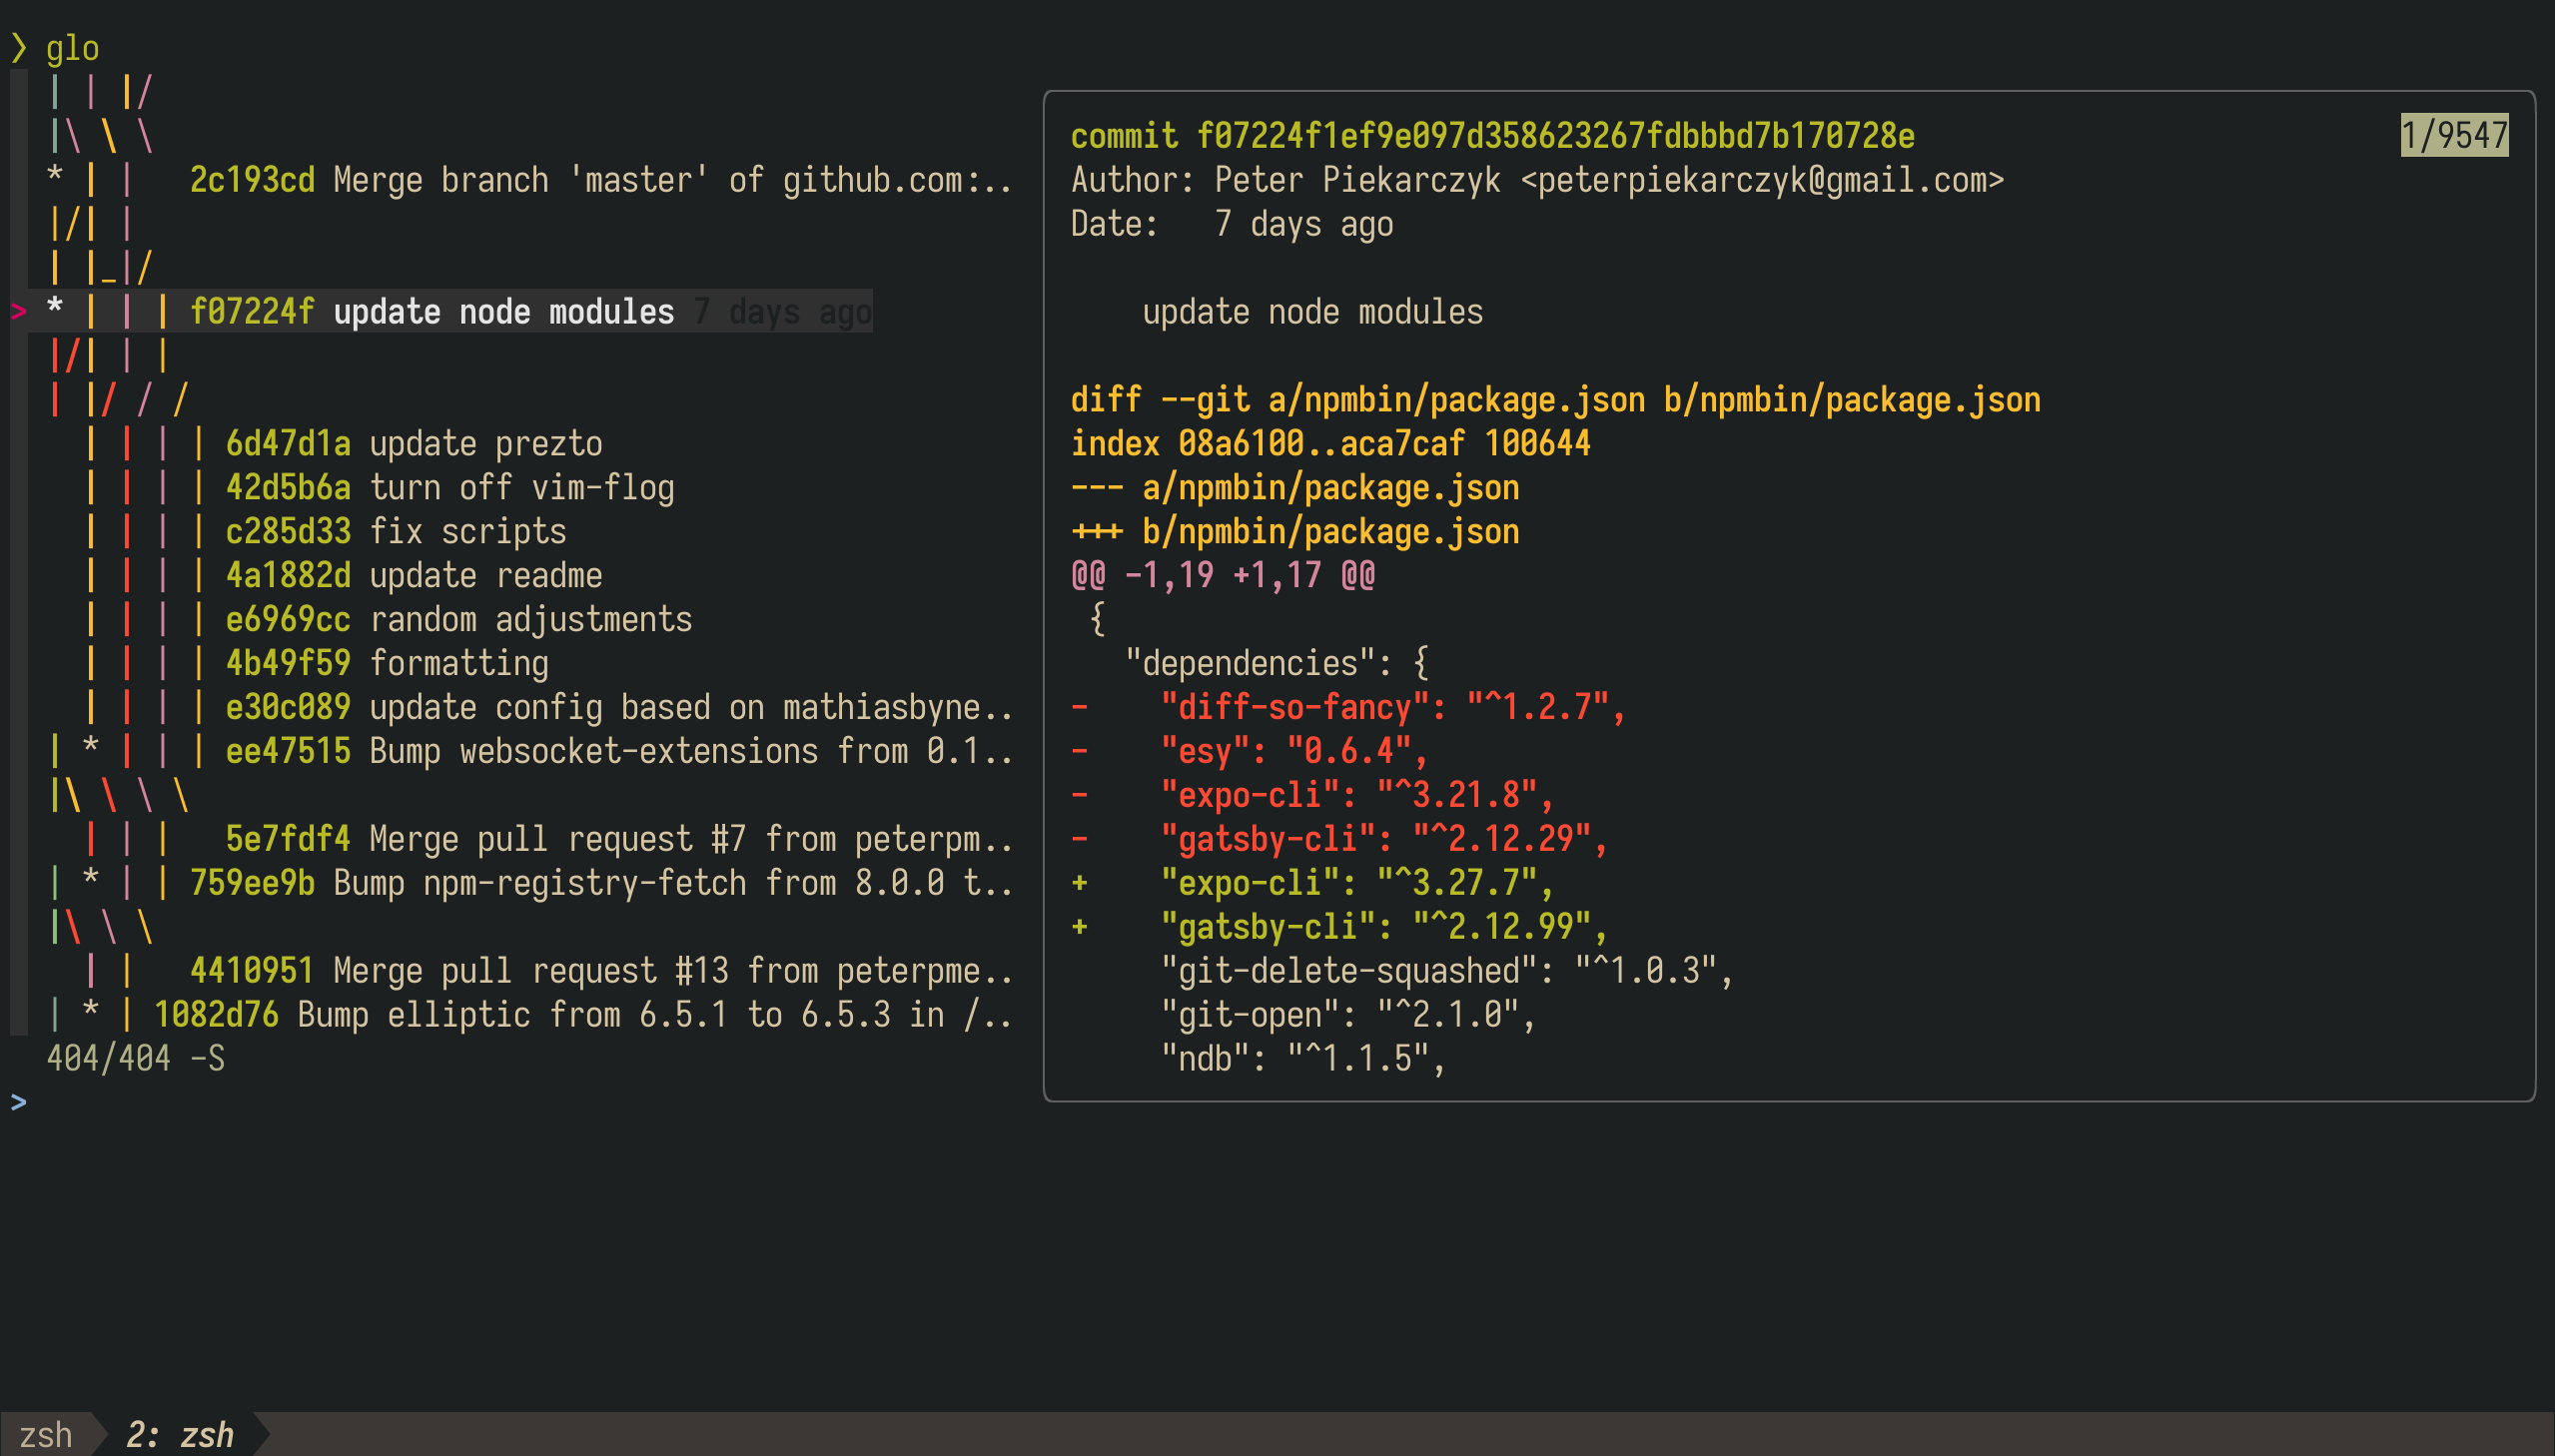 ❯ glo
| | |/
|\ \ \
* | |   2c193cd Merge branch 'master' of github.com:..
|/| |
| |_|/
> * | | | f07224f update node modules 7 days ago
|/| | |
| |/ / /
| | | | 6d47d1a update prezto
| | | | 42d5b6a turn off vim-flog
| | | | c285d33 fix scripts
| | | | 4a1882d update readme
| | | | e6969cc random adjustments
| | | | 4b49f59 formatting
| | | | e30c089 update config based on mathiasbyne..
| * | | | ee47515 Bump websocket-extensions from 0.1..
|\ \ \ \
| | |   5e7fdf4 Merge pull request #7 from peterpm..
| * | | 759ee9b Bump npm-registry-fetch from 8.0.0 t..
|\ \ \
| |   4410951 Merge pull request #13 from peterpme..
| * | 1082d76 Bump elliptic from 6.5.1 to 6.5.3 in /..
404/404 -S
>
commit f07224f1ef9e097d358623267fdbbbd7b170728e
1/9547
Author: Peter Piekarczyk <peterpiekarczyk@gmail.com>
Date:   7 days ago
update node modules
diff --git a/npmbin/package.json b/npmbin/package.json
index 08a6100..aca7caf 100644
--- a/npmbin/package.json
+++ b/npmbin/package.json
@@ -1,19 +1,17 @@
{
"dependencies": {
-    "diff-so-fancy": "^1.2.7",
-    "esy": "0.6.4",
-    "expo-cli": "^3.21.8",
-    "gatsby-cli": "^2.12.29",
+    "expo-cli": "^3.27.7",
+    "gatsby-cli": "^2.12.99",
"git-delete-squashed": "^1.0.3",
"git-open": "^2.1.0",
"ndb": "^1.1.5",
zsh 2: zsh